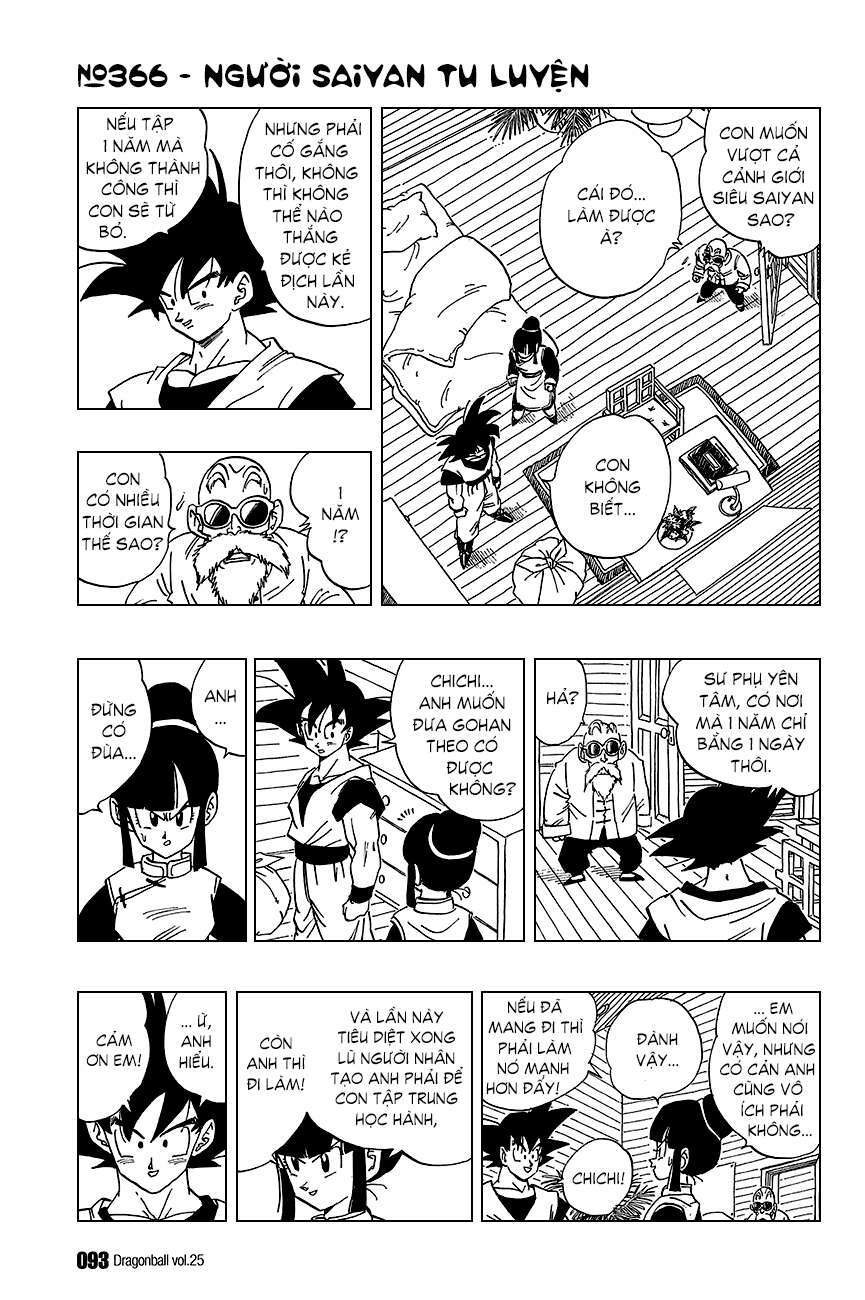 №366 - NGƯỜI SAIYAN TU LUYỆN
CON MUỐN
VƯỢT CẢ
CẢNH GIỚI
SIÊU SAIYAN
SAO?
CÁI ĐÓ...
LÀM ĐƯỢC
À?
CON
KHÔNG
BIẾT...
NHƯNG PHẢI
CỐ GẮNG
THÔI, KHÔNG
THÌ KHÔNG
THỂ NÀO
THẮNG
ĐƯỢC KẺ
ĐỊCH LẦN
NÀY.
NẾU TẬP
1 NĂM MÀ
KHÔNG THÀNH
CÔNG THÌ
CON SẼ TỪ
BỎ.
1
NĂM
!?
CON
CÓ NHIỀU
THỜI GIAN
THẾ SAO?
SƯ PHỤ YÊN
TÂM, CÓ NƠI
MÀ 1 NĂM CHỈ
BẰNG 1 NGÀY
THÔI.
HẢ?
CHICHI...
ANH MUỐN
ĐƯA GOHAN
THEO CÓ
ĐƯỢC
KHÔNG?
ANH
...
ĐỪNG
CÓ
ĐÙA...
... EM
MUỐN NÓI
VẬY, NHƯNG
CÓ CẢN ANH
CŨNG VÔ
ÍCH PHẢI
KHÔNG...
ĐÀNH
VẬY...
NẾU ĐÃ
MANG ĐI THÌ
PHẢI LÀM
NÓ MẠNH
HƠN ĐẤY!
CHICHI!
VÀ LẦN NÀY
TIÊU DIỆT XONG
LŨ NGƯỜI NHÂN
TẠO ANH PHẢI ĐỂ
CON TẬP TRUNG
HỌC HÀNH,
CÒN
ANH THÌ
ĐI LÀM!
... Ừ,
ANH
HIỂU.
CẢM
ƠN EM!
093 Dragonball vol.25